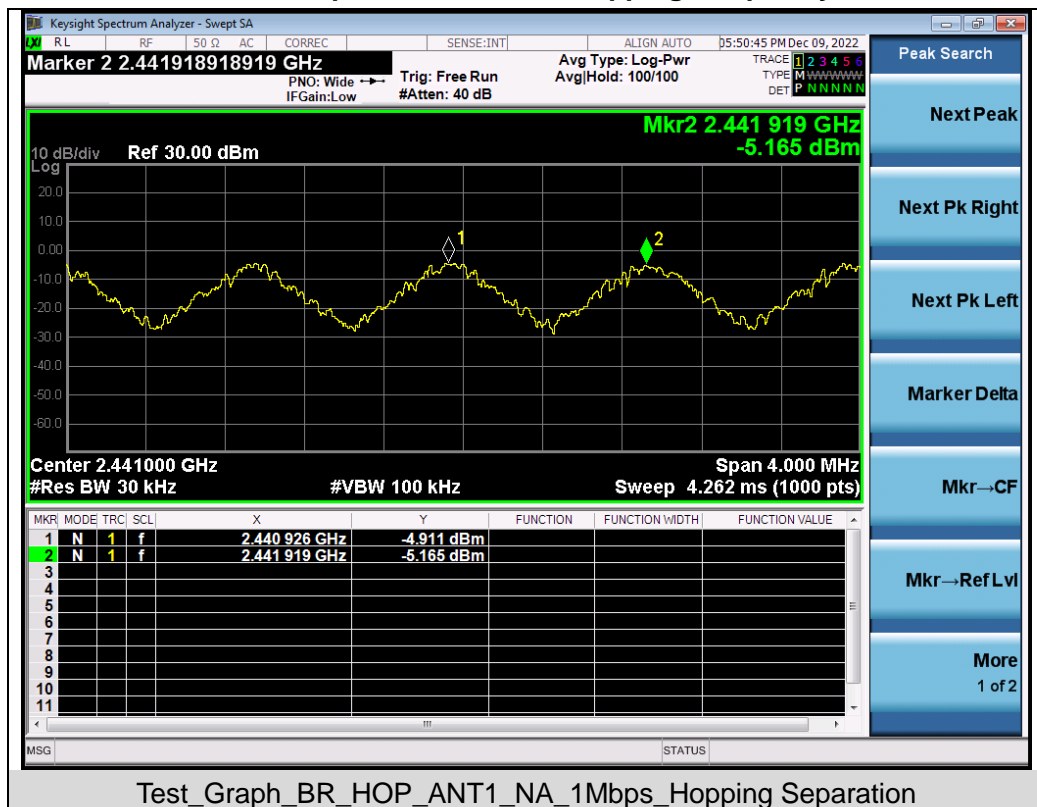 Keysight Spectrum Analyzer - Swept SA
LXI RL RF 50 Ω AC CORREC SENSE:INT ALIGN AUTO 05:50:45 PM Dec 09, 2022
Marker 2 2.441918918919 GHz
PNO: Wide
IFGain:Low
Trig: Free Run
#Atten: 40 dB
Avg Type: Log-Pwr
Avg|Hold: 100/100
TRACE 1 2 3 4 5 6
TYPE M WWWWW
DET P N N N N N
Peak Search
Next Peak
Next Pk Right
Next Pk Left
Marker Delta
Mkr→CF
Mkr→Ref Lvl
More
1 of 2
Mkr2 2.441 919 GHz
-5.165 dBm
10 dB/div Ref 30.00 dBm
Log
20.0
10.0
0.00
-10.0
-20.0
-30.0
-40.0
-50.0
-60.0
1
2
Center 2.441000 GHz Span 4.000 MHz
#Res BW 30 kHz #VBW 100 kHz Sweep 4.262 ms (1000 pts)
MKR MODE TRC SCL X Y FUNCTION FUNCTION WIDTH FUNCTION VALUE
1 N 1 f 2.440 926 GHz -4.911 dBm
2 N 1 f 2.441 919 GHz -5.165 dBm
3
4
5
6
7
8
9
10
11
MSG STATUS
Test_Graph_BR_HOP_ANT1_NA_1Mbps_Hopping Separation